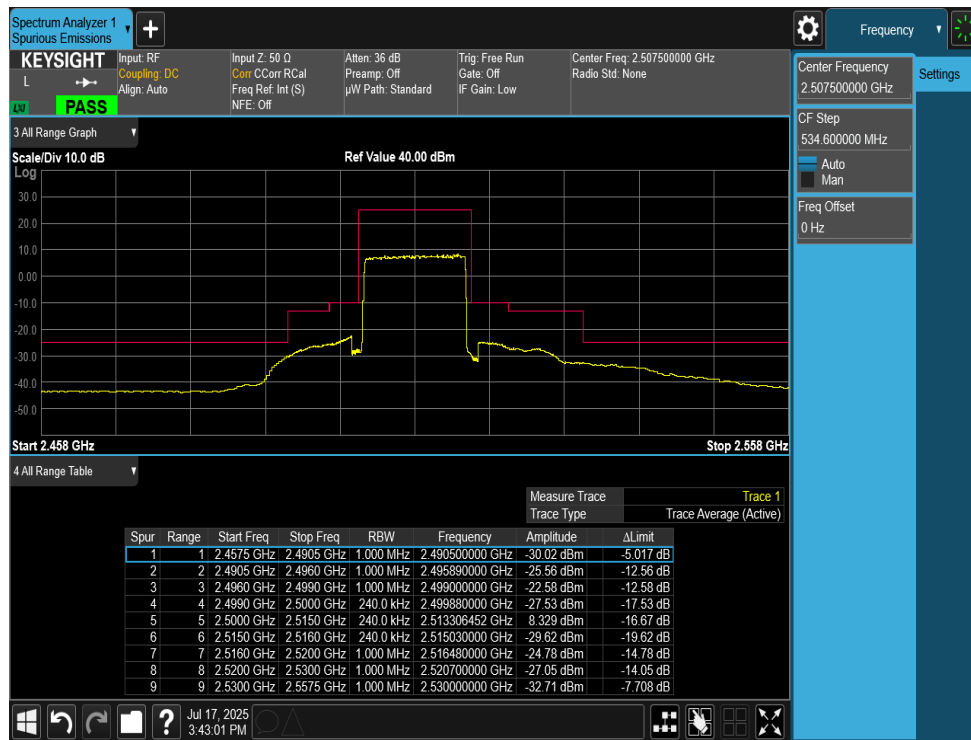 Spectrum Analyzer 1
Spurious Emissions
+
Frequency
KEYSIGHT
L
LXI
PASS
Input: RF
Coupling: DC
Align: Auto
Input Z: 50 Ω
Corr CCorr RCal
Freq Ref: Int (S)
NFE: Off
Atten: 36 dB
Preamp: Off
µW Path: Standard
Trig: Free Run
Gate: Off
IF Gain: Low
Center Freq: 2.507500000 GHz
Radio Std: None
Center Frequency
2.507500000 GHz
Settings
CF Step
534.600000 MHz
Auto
Man
Freq Offset
0 Hz
3 All Range Graph
Scale/Div 10.0 dB Ref Value 40.00 dBm
Log
30.0
20.0
10.0
0.00
-10.0
-20.0
-30.0
-40.0
-50.0
Start 2.458 GHz Stop 2.558 GHz
4 All Range Table
Measure Trace Trace 1
Trace Type Trace Average (Active)
Spur Range Start Freq Stop Freq RBW Frequency Amplitude ΔLimit
1 1 2.4575 GHz 2.4905 GHz 1.000 MHz 2.490500000 GHz -30.02 dBm -5.017 dB
2 2 2.4905 GHz 2.4960 GHz 1.000 MHz 2.495890000 GHz -25.56 dBm -12.56 dB
3 3 2.4960 GHz 2.4990 GHz 1.000 MHz 2.499000000 GHz -22.58 dBm -12.58 dB
4 4 2.4990 GHz 2.5000 GHz 240.0 kHz 2.499880000 GHz -27.53 dBm -17.53 dB
5 5 2.5000 GHz 2.5150 GHz 240.0 kHz 2.513306452 GHz 8.329 dBm -16.67 dB
6 6 2.5150 GHz 2.5160 GHz 240.0 kHz 2.515030000 GHz -29.62 dBm -19.62 dB
7 7 2.5160 GHz 2.5200 GHz 1.000 MHz 2.516480000 GHz -24.78 dBm -14.78 dB
8 8 2.5200 GHz 2.5300 GHz 1.000 MHz 2.520700000 GHz -27.05 dBm -14.05 dB
9 9 2.5300 GHz 2.5575 GHz 1.000 MHz 2.530000000 GHz -32.71 dBm -7.708 dB
?
Jul 17, 2025
3:43:01 PM